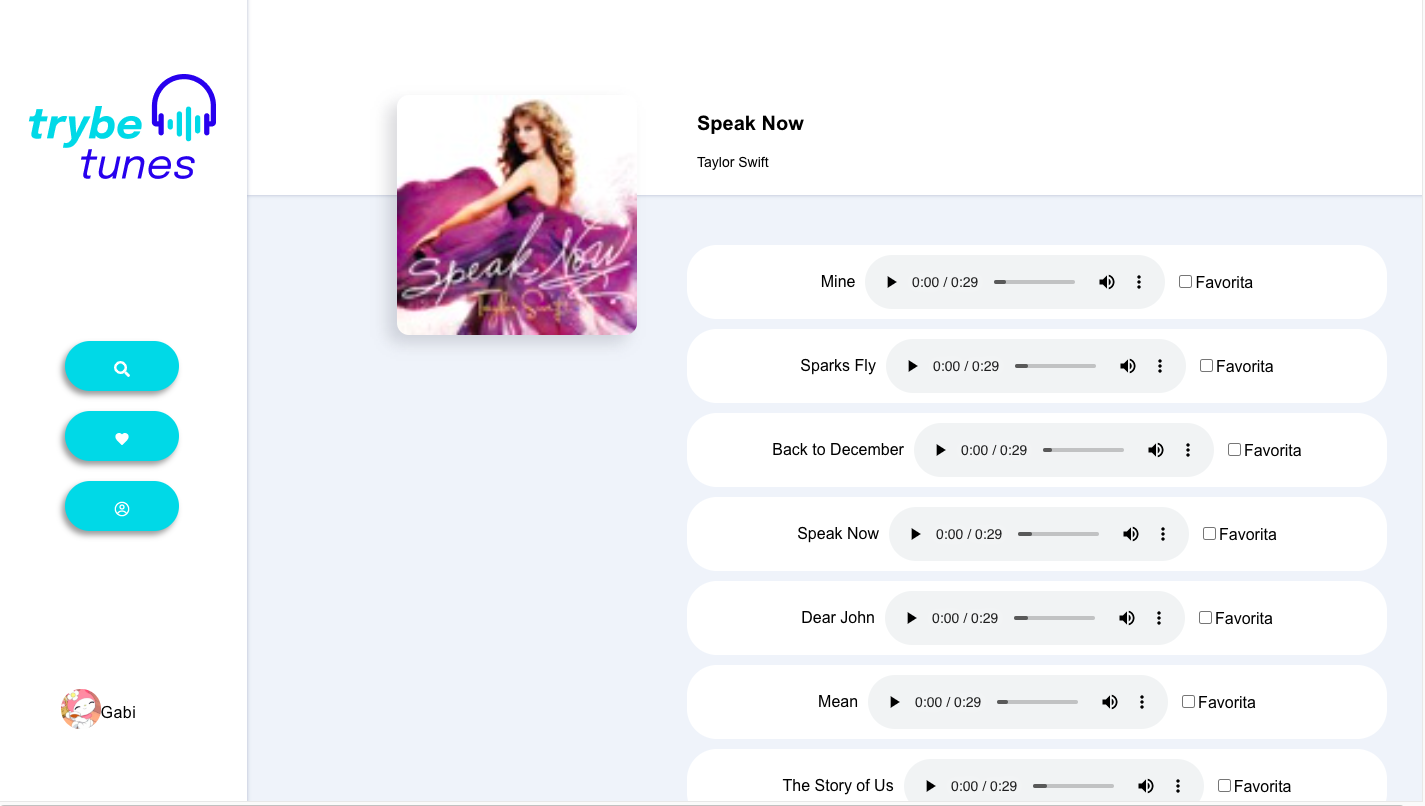 trybe
tunes
Speak Now
Taylor Swift
Speak Now
Taylor Swift
Mine 0:00 / 0:29 Favorita
Sparks Fly 0:00 / 0:29 Favorita
Back to December 0:00 / 0:29 Favorita
Speak Now 0:00 / 0:29 Favorita
Dear John 0:00 / 0:29 Favorita
Mean 0:00 / 0:29 Favorita
Gabi
The Story of Us 0:00 / 0:29 Favorita